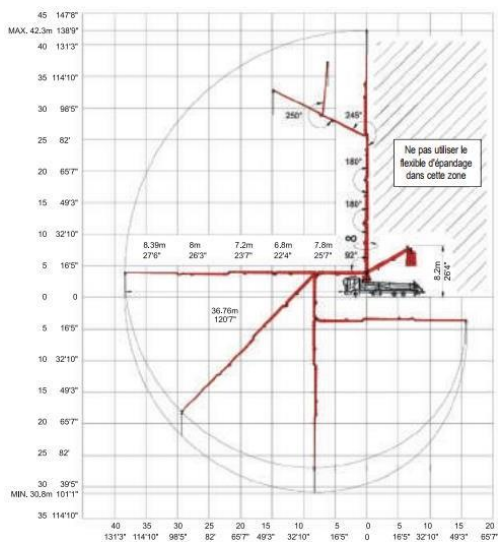 45 147'8"
MAX. 42.3m 138'9"
40 131'3"
35 114'10"
30 98'5"
25 82'
20 65'7"
15 49'3"
10 32'10"
5 16'5"
0 0
5 16'5"
10 32'10"
15 49'3"
20 65'7"
25 82'
30 39'5"
MIN. 30.8m 101'1"
35 114'10"
250°
245°
180°
180°
92°
Ne pas utiliser le
flexible d'épandage
dans cette zone
8.39m 8m 7.2m 6.8m 7.8m
27'6" 26'3" 23'7" 22'4" 25'7"
8.2m
26'4"
36.76m
120'7"
40 35 30 25 20 15 10 5 0 5 10 15 20
131'3" 114'10" 98'5" 82' 65'7" 49'3" 32'10" 16'5" 0 16'5" 32'10" 49'3" 65'7